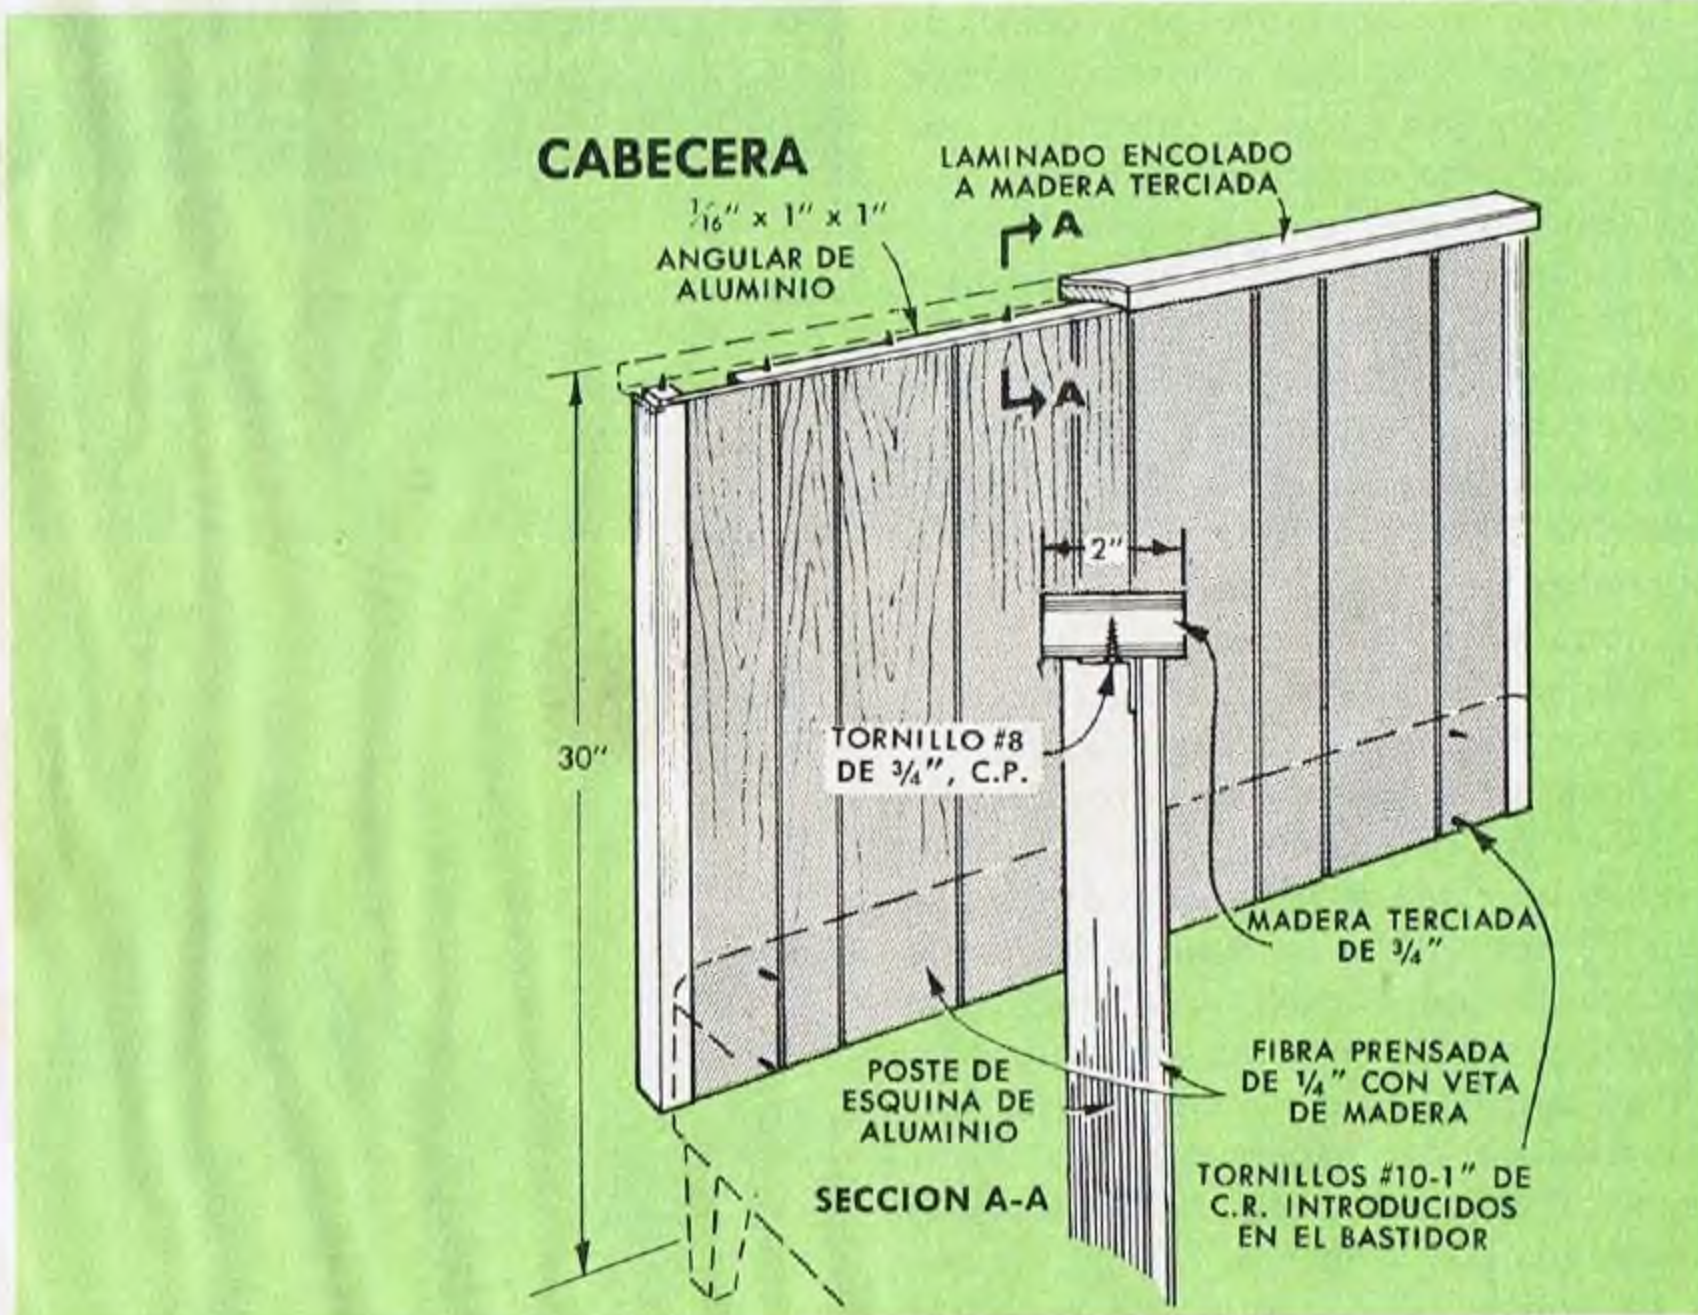 CABECERA
LAMINADO ENCOLADO
A MADERA TERCIADA
1/16" x 1" x 1"
ANGULAR DE
ALUMINIO
A
A
2"
30"
TORNILLO #8
DE 3/4", C.P.
MADERA TERCIADA
DE 3/4"
POSTE DE
ESQUINA DE
ALUMINIO
FIBRA PRENSADA
DE 1/4" CON VETA
DE MADERA
SECCION A-A
TORNILLOS #10-1" DE
C.R. INTRODUCIDOS
EN EL BASTIDOR